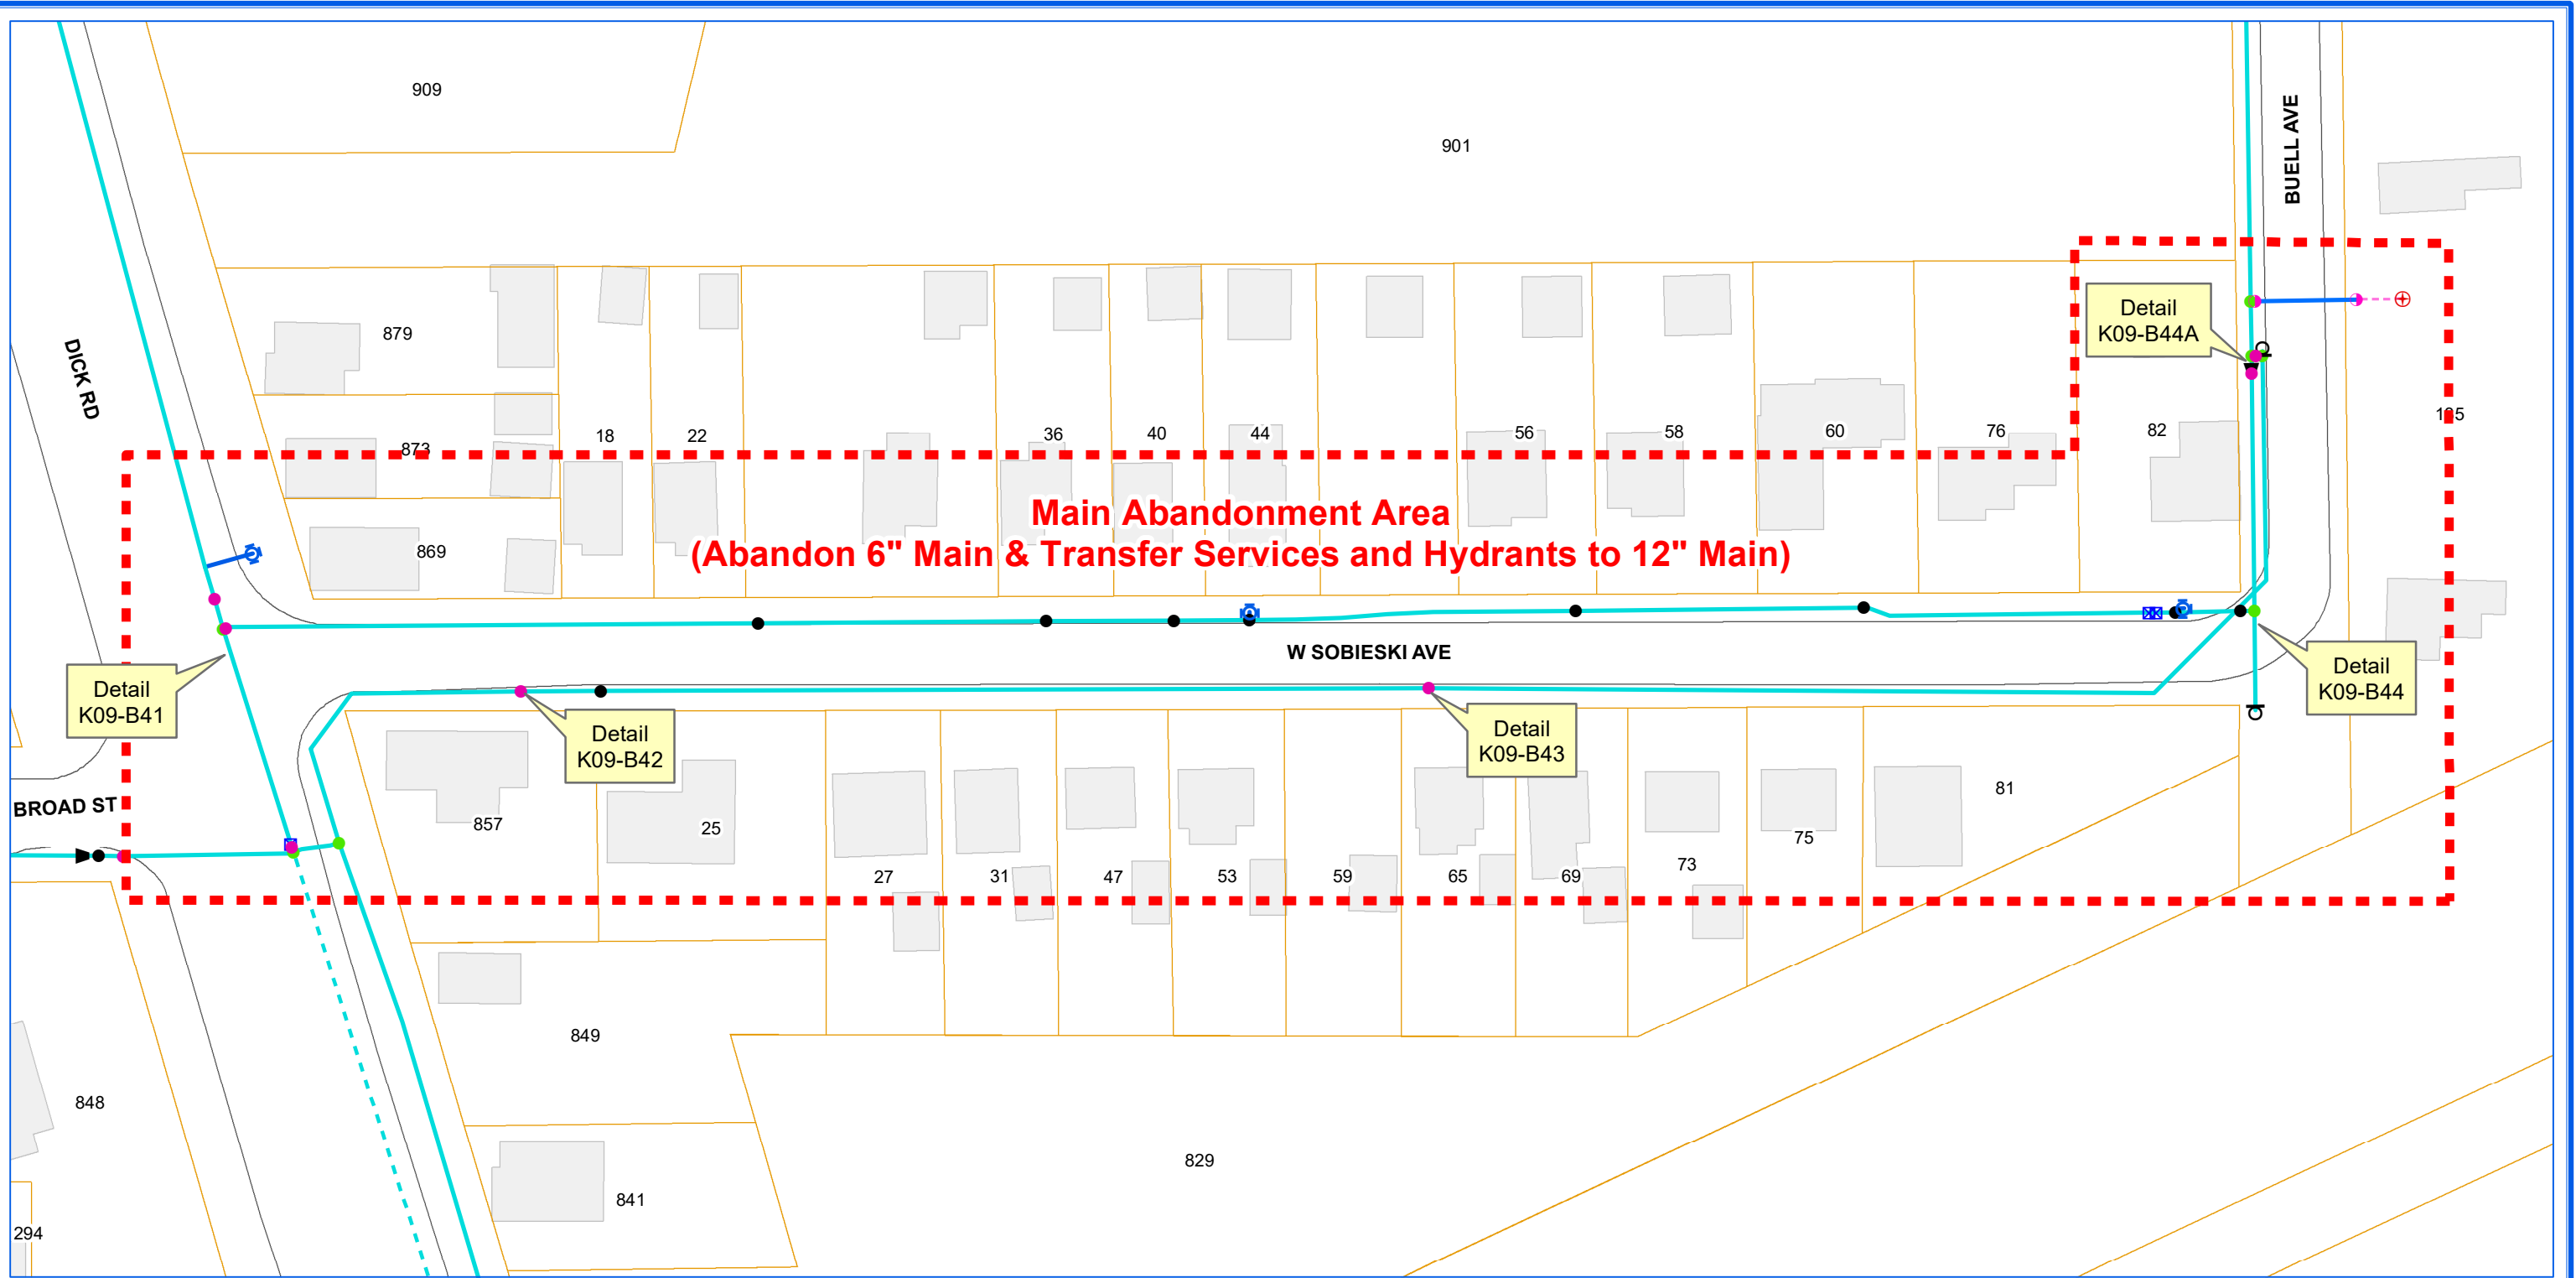 909
901
BUELL AVE
Detail
K09-B44A
DICK RD
879
873
18
22
36
40
44
56
58
60
76
82
869
Main Abandonment Area
(Abandon 6" Main & Transfer Services and Hydrants to 12" Main)
W SOBIESKI AVE
Detail
K09-B41
Detail
K09-B42
Detail
K09-B43
Detail
K09-B44
BROAD ST
857
25
27
31
47
53
59
65
69
73
75
81
849
848
829
841
294